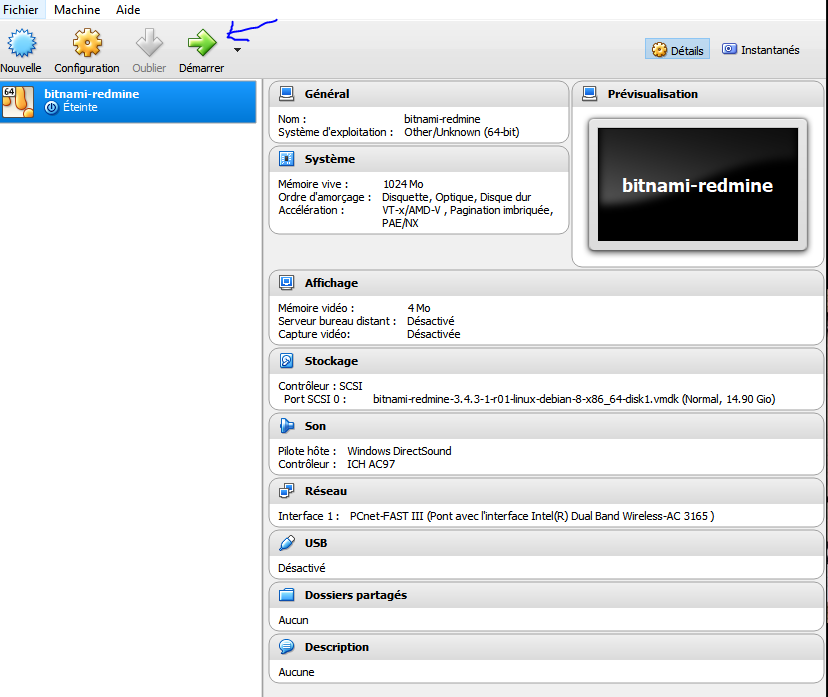 Fichier Machine Aide
Nouvelle Configuration Oublier Démarrer
Détails Instantanés
64 bitnami-redmine
Éteinte
Général
Nom : bitnami-redmine
Système d'exploitation : Other/Unknown (64-bit)
Système
Mémoire vive : 1024 Mo
Ordre d'amorçage : Disquette, Optique, Disque dur
Accélération : VT-x/AMD-V , Pagination imbriquée,
PAE/NX
Prévisualisation
bitnami-redmine
Affichage
Mémoire vidéo : 4 Mo
Serveur bureau distant : Désactivé
Capture vidéo: Désactivée
Stockage
Contrôleur : SCSI
Port SCSI 0 : bitnami-redmine-3.4.3-1-r01-linux-debian-8-x86_64-disk1.vmdk (Normal, 14.90 Gio)
Son
Pilote hôte : Windows DirectSound
Contrôleur : ICH AC97
Réseau
Interface 1 : PCnet-FAST III (Pont avec l'interface Intel(R) Dual Band Wireless-AC 3165 )
USB
Désactivé
Dossiers partagés
Aucun
Description
Aucune